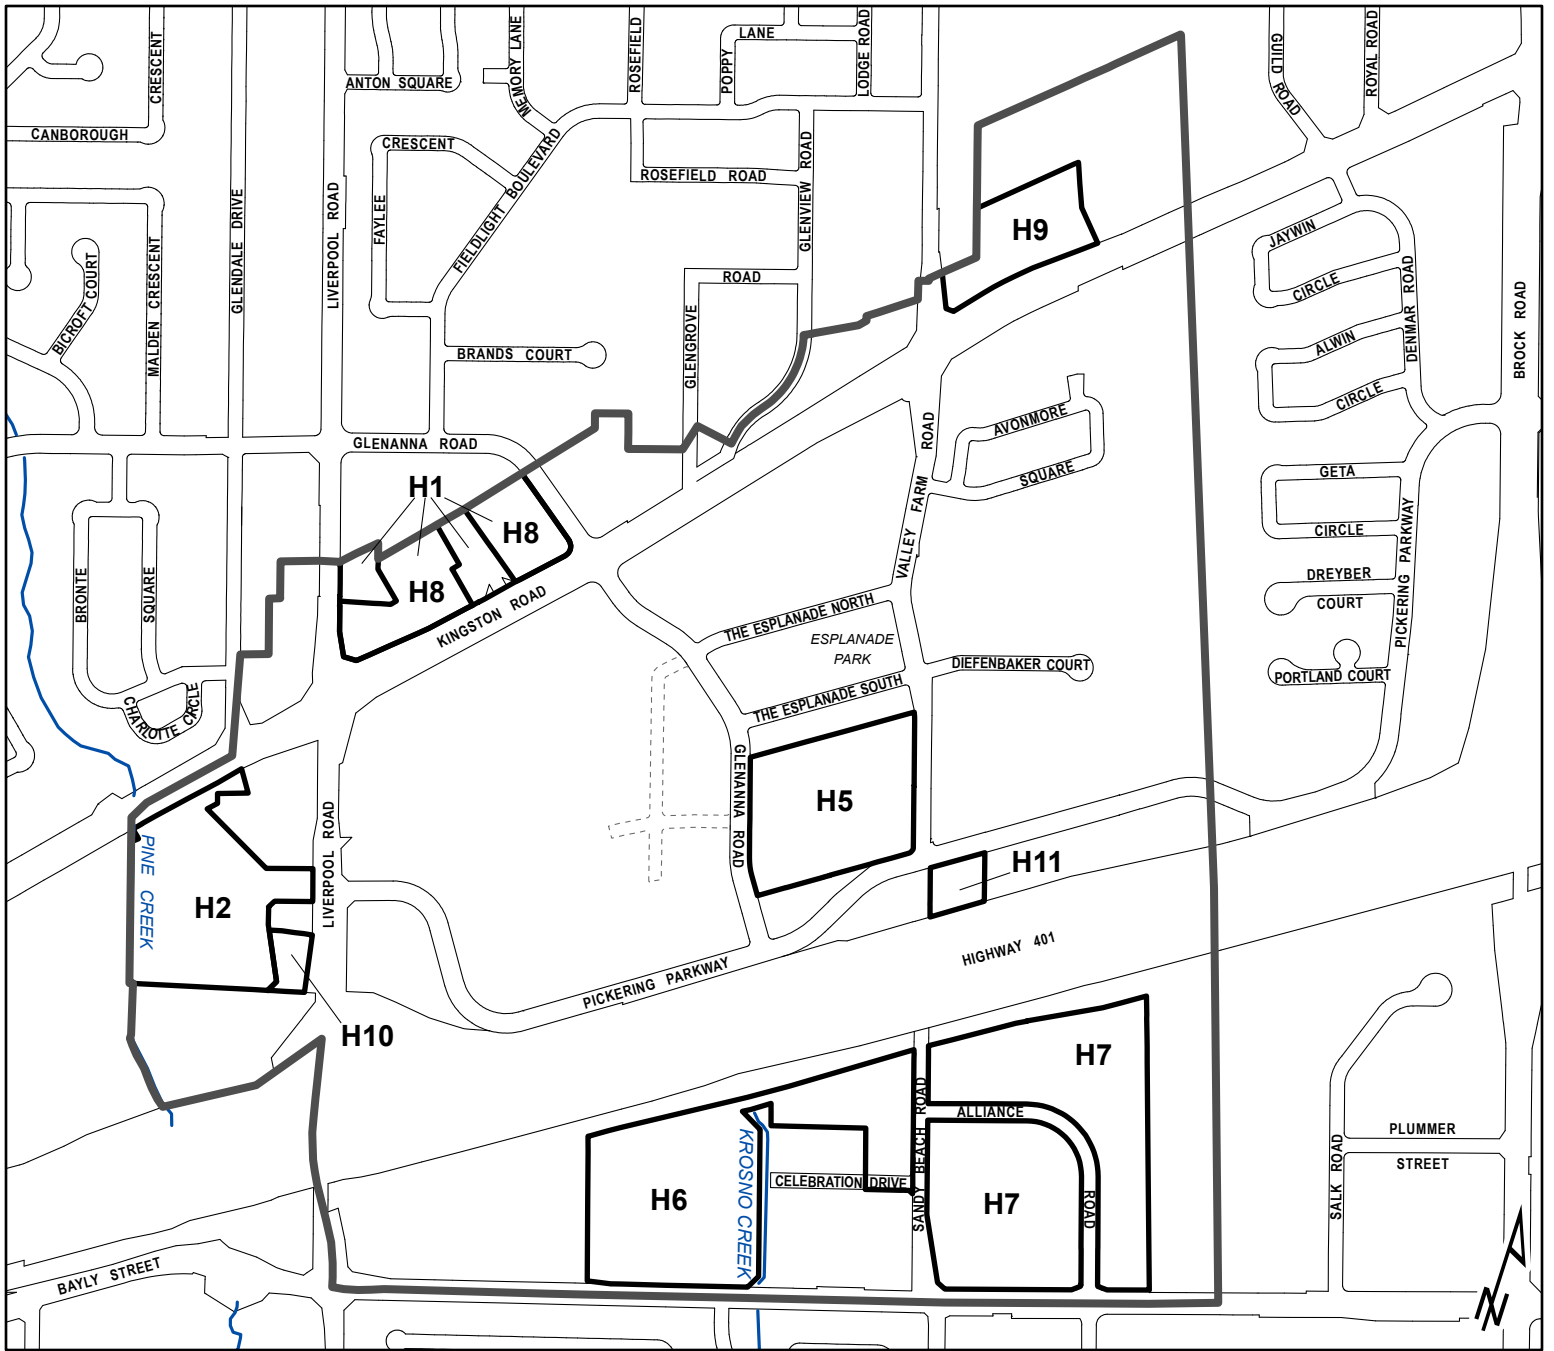 CRESCENT
ANTON SQUARE
MEMORY LANE
ROSEFIELD
POPPY
LANE
LODGE ROAD
GUILD ROAD
ROYAL ROAD
CANBOROUGH
CRESCENT
FAYLEE
FIELDLIGHT BOULEVARD
ROSEFIELD ROAD
GLENVIEW ROAD
GLENDALE DRIVE
LIVERPOOL ROAD
MALDEN CRESCENT
BICROFT COURT
H9
JAYWIN
CIRCLE
DENMAR ROAD
BROCK ROAD
ROAD
GLENGROVE
BRANDS COURT
ALWIN
CIRCLE
GLENANNA ROAD
AVONMORE
SQUARE
VALLEY FARM ROAD
GETA
CIRCLE
PICKERING PARKWAY
H1
H8
H8
KINGSTON ROAD
DREYBER
COURT
BRONTE
SQUARE
THE ESPLANADE NORTH
ESPLANADE
PARK
DIEFENBAKER COURT
PORTLAND COURT
THE ESPLANADE SOUTH
CHARLOTTE CIRCLE
GLENANNA ROAD
H5
LIVERPOOL ROAD
PINE CREEK
H2
H11
HIGHWAY 401
PICKERING PARKWAY
H10
H7
SANDY BEACH ROAD
ALLIANCE
ROAD
KROSNO CREEK
CELEBRATION DRIVE
H6
H7
PLUMMER
STREET
SALK ROAD
BAYLY STREET
N